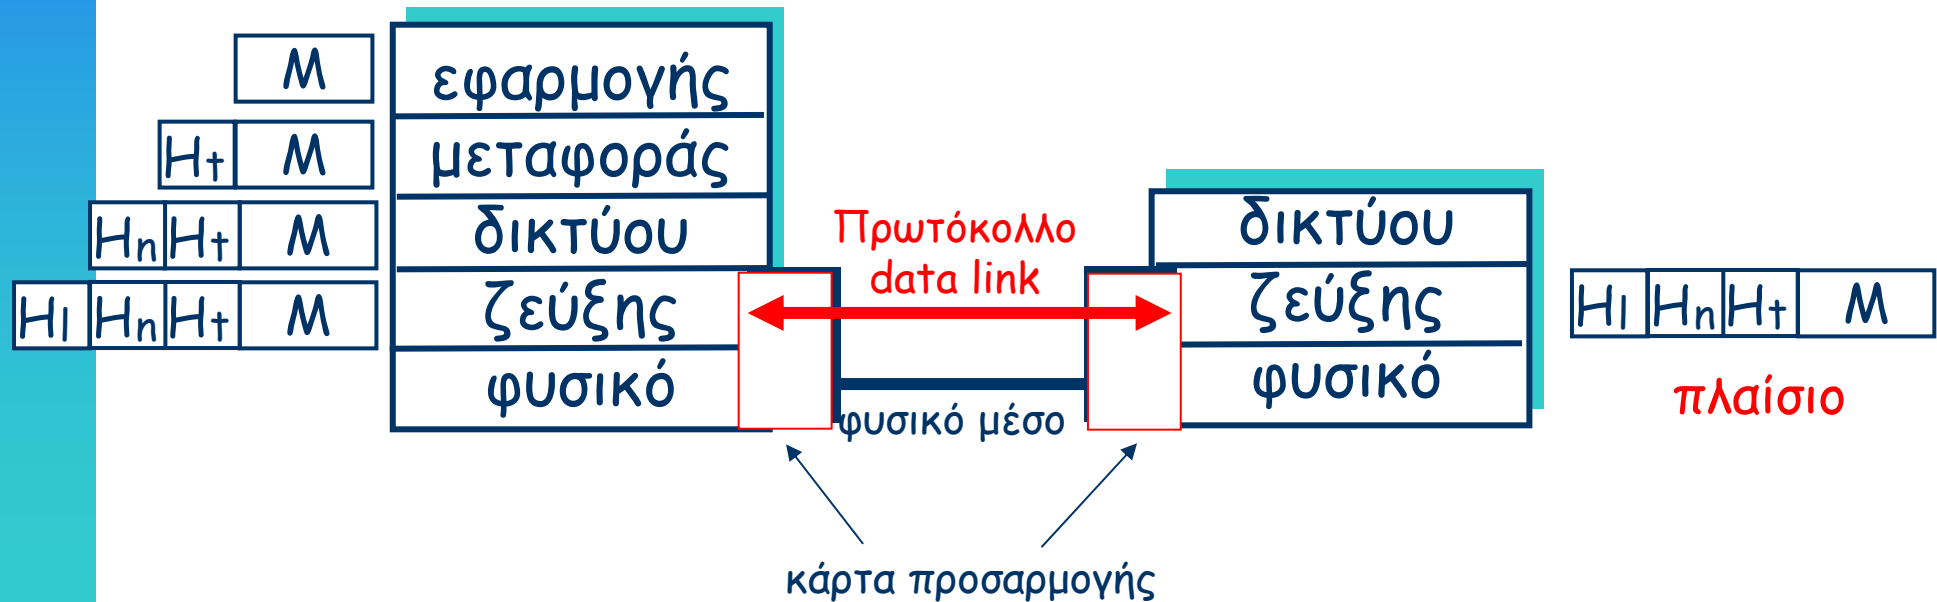 M εφαρμογής
Ht M μεταφοράς
Hn Ht M δικτύου
Hl Hn Ht M ζεύξης
φυσικό
Πρωτόκολλο
data link
φυσικό μέσο
δικτύου
ζεύξης
φυσικό
Hl Hn Ht M
πλαίσιο
κάρτα προσαρμογής